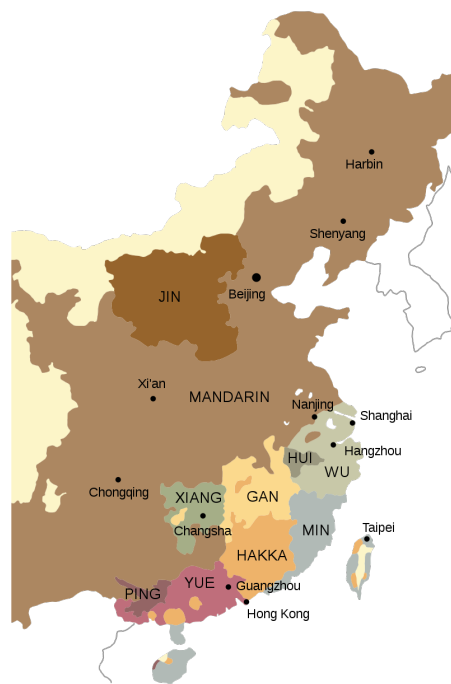 Harbin
Shenyang
Beijing
JIN
Xi'an
MANDARIN
Nanjing
Shanghai
Hangzhou
HUI
WU
Chongqing
XIANG
GAN
Changsha
MIN
Taipei
HAKKA
YUE
PING
Guangzhou
Hong Kong